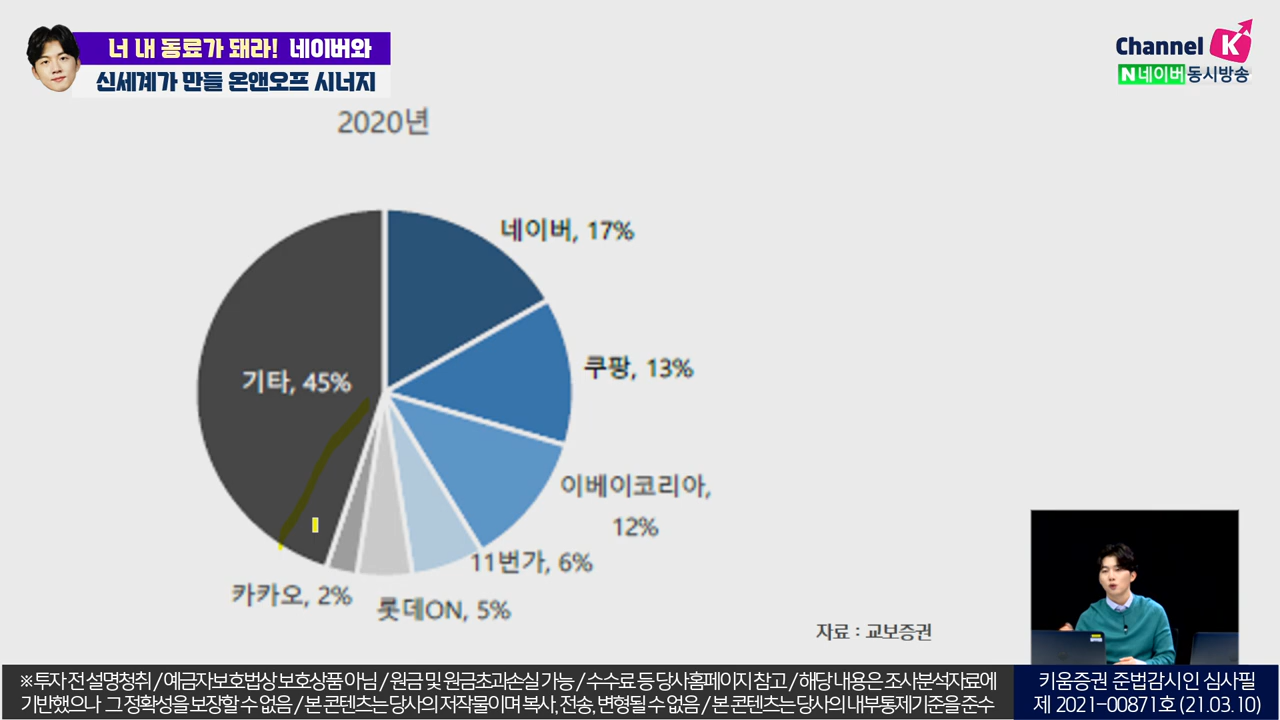 너 내 동료가 돼라! 네이버와
신세계가 만들 온앤오프 시너지
Channel K
N 네이버 동시방송
2020년
네이버, 17%
쿠팡, 13%
기타, 45%
이베이코리아,
12%
11번가, 6%
카카오, 2%
롯데ON, 5%
자료 : 교보증권
※ 투자 전 설명청취 / 예금자보호법상 보호상품 아님 / 원금 및 원금초과손실 가능 / 수수료 등 당사홈페이지 참고 / 해당 내용은 조사분석자료에
기반했으나 그 정확성을 보장할 수 없음 / 본 콘텐츠는 당사의 저작물이며 복사, 전송, 변형될 수 없음 / 본 콘텐츠는 당사의 내부통제기준을 준수
키움증권 준법감시인 심사필
제 2021-00871호 (21.03.10)